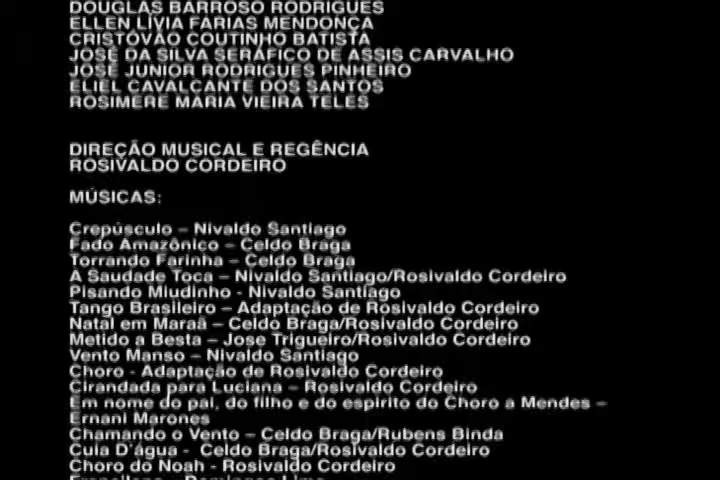 DOUGLAS BARROSO RODRIGUES
ELLEN LÍVIA FARIAS MENDONÇA
CRISTOVÃO COUTINHO BATISTA
JOSÉ DA SILVA SERÁFICO DE ASSIS CARVALHO
JOSÉ JUNIOR RODRIGUES PINHEIRO
ELIEL CAVALCANTE DOS SANTOS
ROSIMERE MARIA VIEIRA TELES
DIREÇÃO MUSICAL E REGÊNCIA
ROSIVALDO CORDEIRO
MÚSICAS:
Crepúsculo – Nivaldo Santiago
Fado Amazônico – Celdo Braga
Torrando Farinha – Celdo Braga
A Saudade Toca – Nivaldo Santiago/Rosivaldo Cordeiro
Pisando Miudinho - Nivaldo Santiago
Tango Brasileiro – Adaptação de Rosivaldo Cordeiro
Natal em Maraã – Celdo Braga/Rosivaldo Cordeiro
Metido a Besta – Jose Trigueiro/Rosivaldo Cordeiro
Vento Manso – Nivaldo Santiago
Choro - Adaptação de Rosivaldo Cordeiro
Cirandada para Luciana – Rosivaldo Cordeiro
Em nome do pai, do filho e do espirito do Choro a Mendes –
Ernani Marones
Chamando o Vento – Celdo Braga/Rubens Binda
Cuia D'água - Celdo Braga/Rosivaldo Cordeiro
Choro do Noah - Rosivaldo Cordeiro